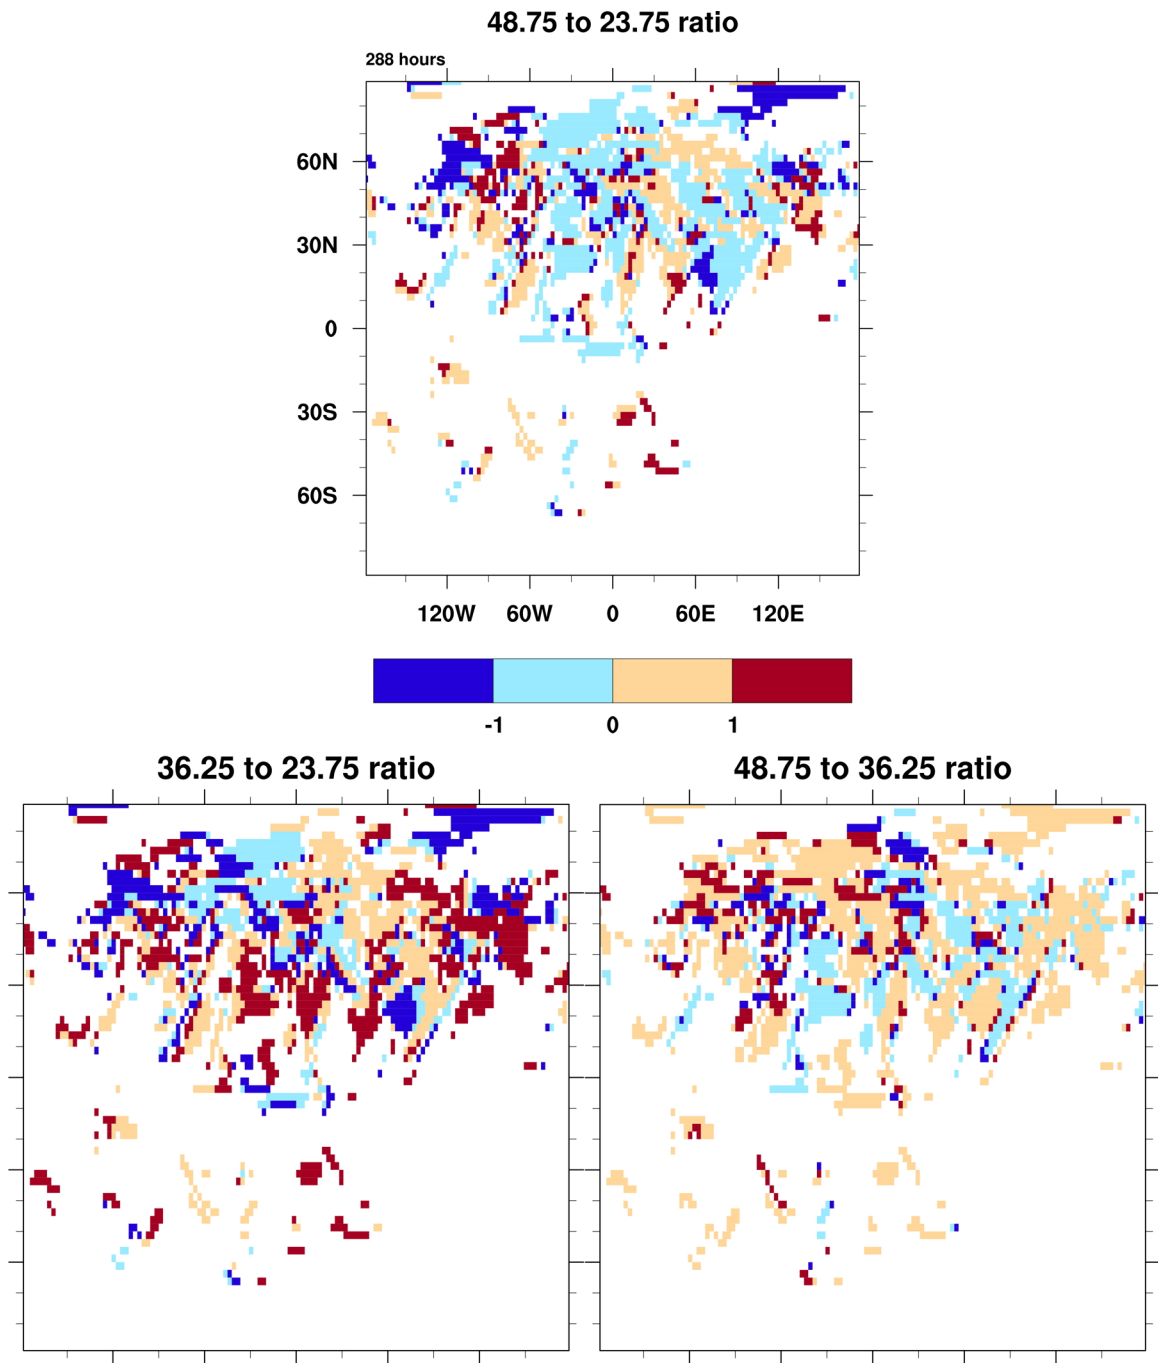 48.75 to 23.75 ratio
288 hours
60N
30N
0
30S
60S
120W 60W 0 60E 120E
-1 0 1
36.25 to 23.75 ratio 48.75 to 36.25 ratio